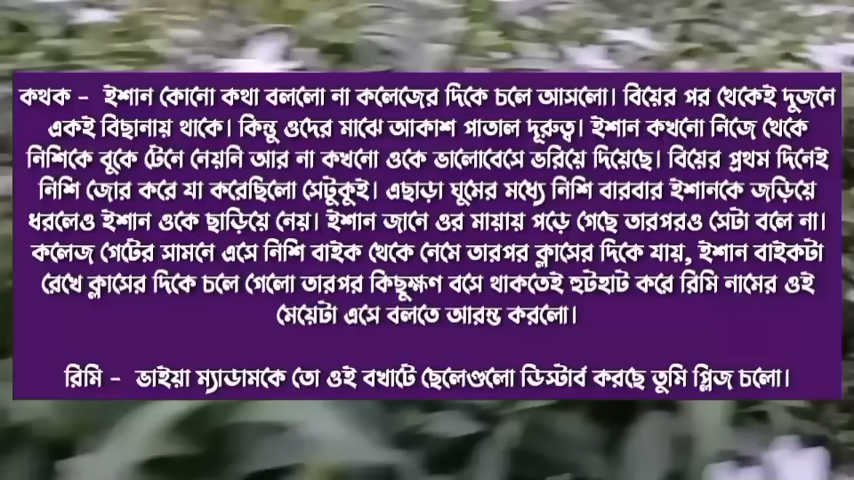 কথক - ইশান কোনো কথা বললো না কলেজের দিকে চলে আসলো। বিয়ের পর থেকেই দুজনে
একই বিছানায় থাকে। কিন্তু ওদের মাঝে আকাশ পাতাল দূরুত্ব। ইশান কখনো নিজে থেকে
নিশিকে বুকে টেনে নেয়নি আর না কখনো ওকে ভালোবেসে ভরিয়ে দিয়েছে। বিয়ের প্রথম দিনেই
নিশি জোর করে যা করেছিলো সেটুকুই। এছাড়া ঘুমের মধ্যে নিশি বারবার ইশানকে জড়িয়ে
ধরলেও ইশান ওকে ছাড়িয়ে নেয়। ইশান জানে ওর মায়ায় পড়ে গেছে তারপরও সেটা বলে না।
কলেজ গেটের সামনে এসে নিশি বাইক থেকে নেমে তারপর ক্লাসের দিকে যায়, ইশান বাইকটা
রেখে ক্লাসের দিকে চলে গেলো তারপর কিছুক্ষণ বসে থাকতেই হুটহাট করে রিমি নামের ওই
মেয়েটা এসে বলতে আরম্ভ করলো।
রিমি - ভাইয়া ম্যাডামকে তো ওই বখাটে ছেলেগুলো ডিস্টার্ব করছে তুমি প্লিজ চলো।